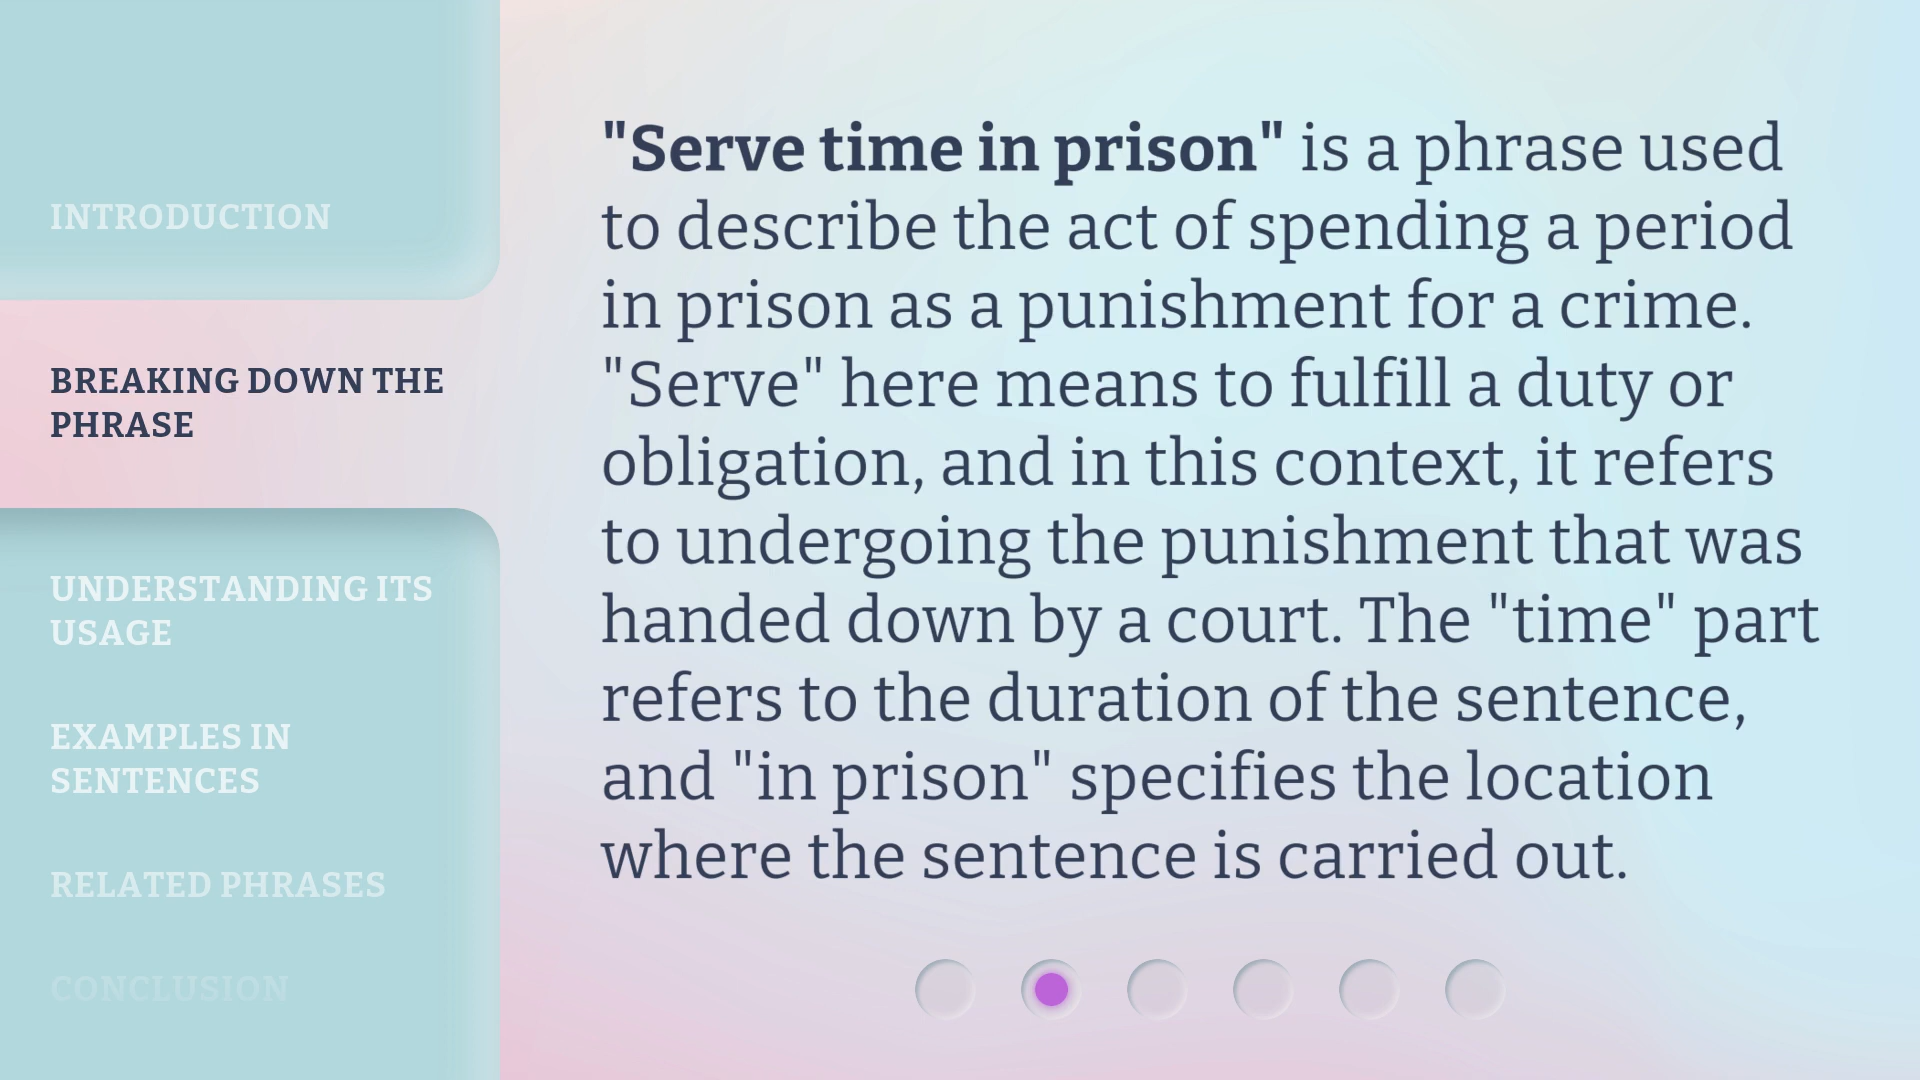 INTRODUCTION
BREAKING DOWN THE
PHRASE
UNDERSTANDING ITS
USAGE
EXAMPLES IN
SENTENCES
RELATED PHRASES
CONCLUSION
"Serve time in prison" is a phrase used
to describe the act of spending a period
in prison as a punishment for a crime.
"Serve" here means to fulfill a duty or
obligation, and in this context, it refers
to undergoing the punishment that was
handed down by a court. The "time" part
refers to the duration of the sentence,
and "in prison" specifies the location
where the sentence is carried out.